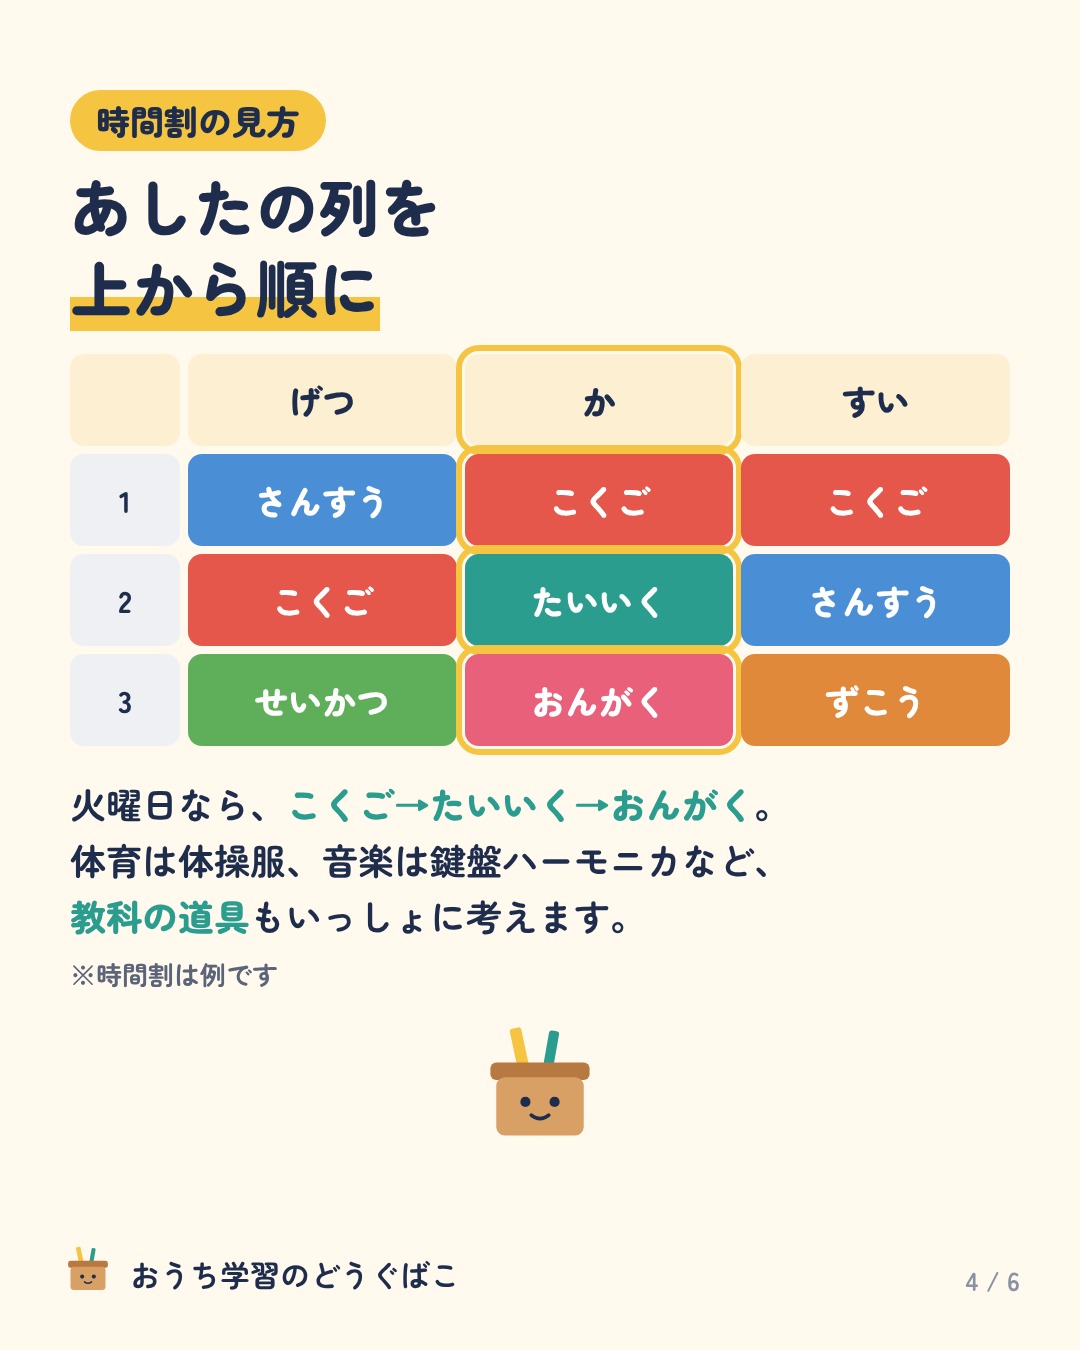 時間割の見方
あしたの列を
上から順に
げつ か すい
1 さんすう こくご こくご
2 こくご たいいく さんすう
3 せいかつ おんがく ずこう
火曜日なら、こくご→たいいく→おんがく。
体育は体操服、音楽は鍵盤ハーモニカなど、
教科の道具もいっしょに考えます。
※時間割は例です
おうち学習のどうぐばこ
4 / 6